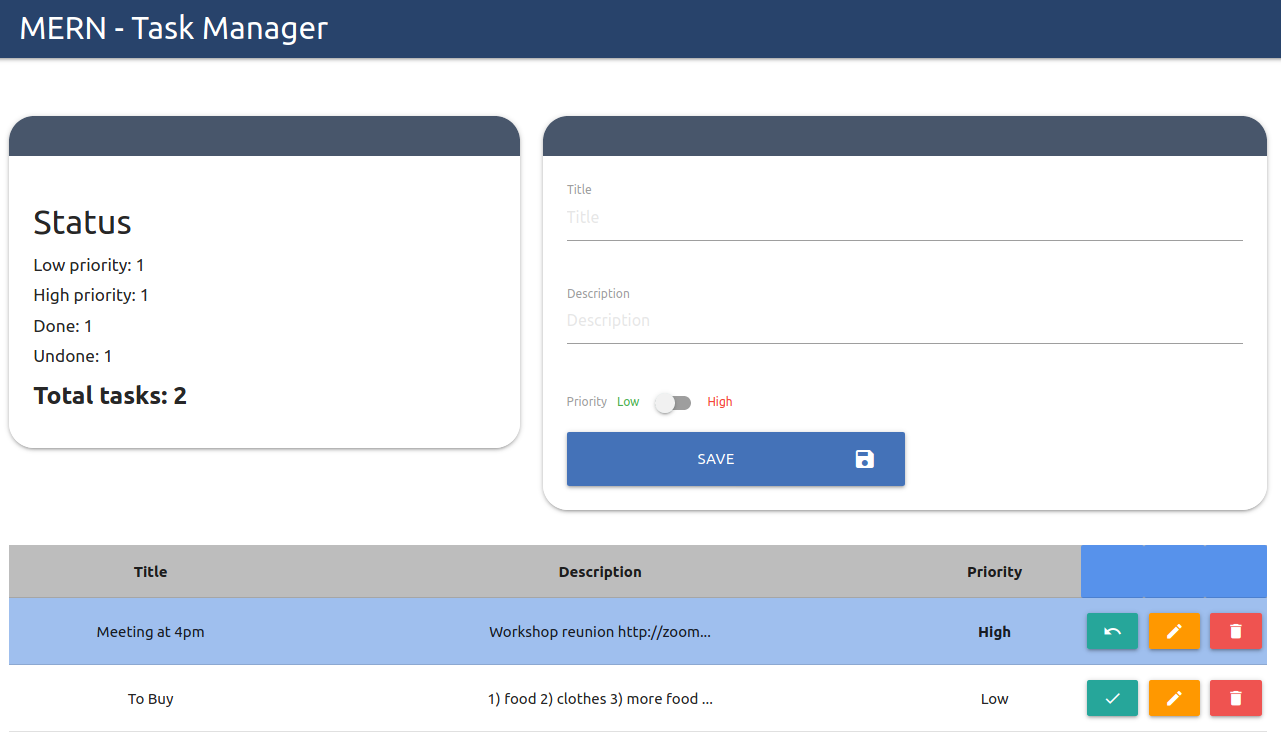 MERN - Task Manager
Status
Low priority: 1
High priority: 1
Done: 1
Undone: 1
Total tasks: 2
Title
Title
Description
Description
Priority Low High
SAVE
Title Description Priority
Meeting at 4pm Workshop reunion http://zoom... High
To Buy 1) food 2) clothes 3) more food ... Low